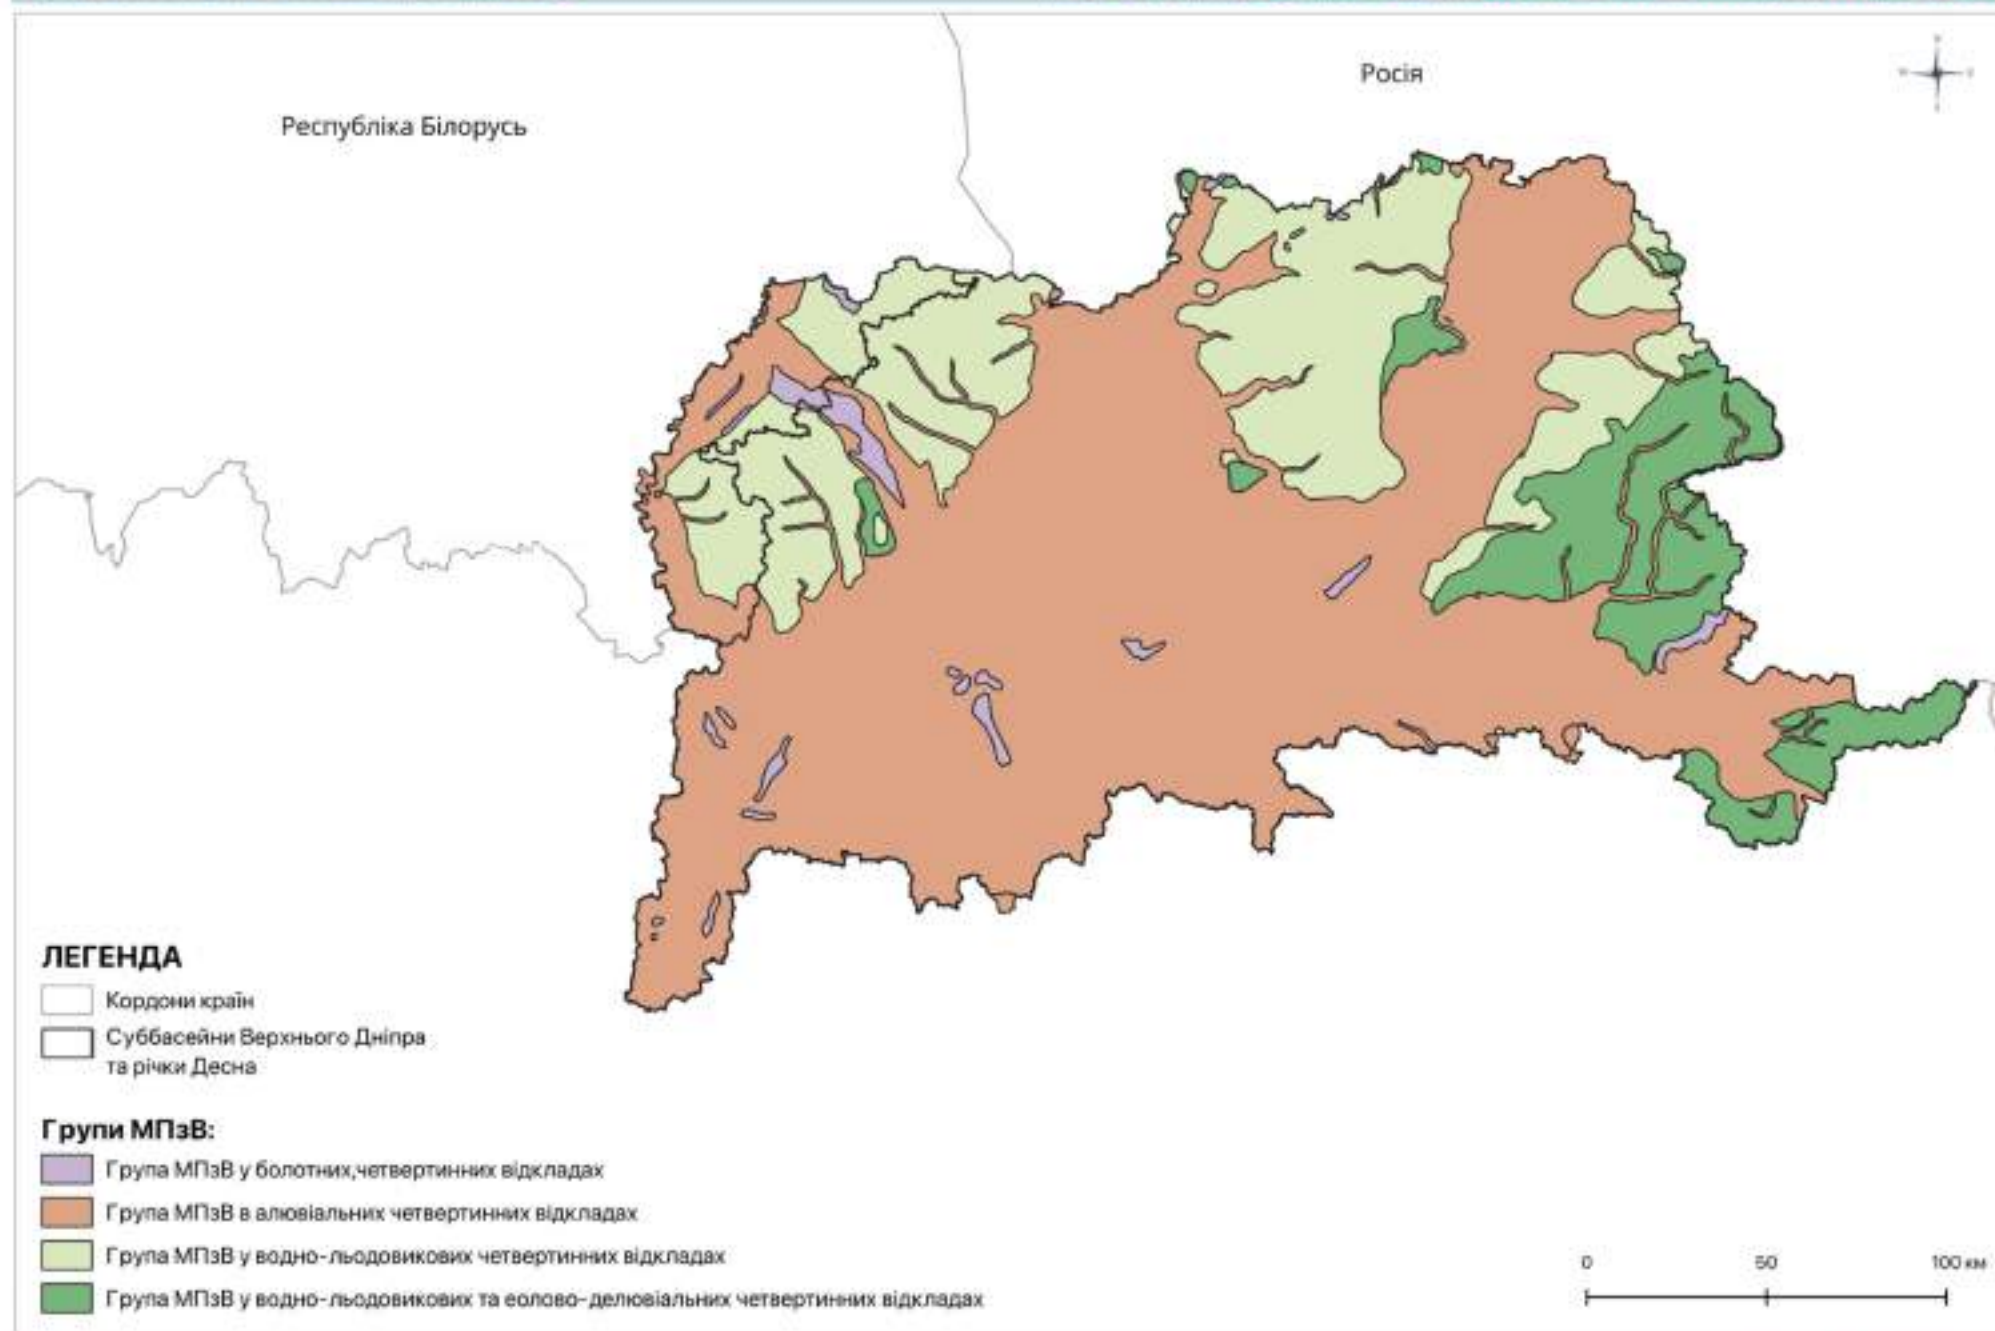 Росія
Республіка Білорусь
ЛЕГЕНДА
Кордони країн
Суббасейни Верхнього Дніпра
та річки Десна
Групи МПзВ:
Група МПзВ у болотних,четвертинних відкладах
Група МПзВ в алювіальних четвертинних відкладах
Група МПзВ у водно-льодовикових четвертинних відкладах
Група МПзВ у водно-льодовикових та еолово-делювіальних четвертинних відкладах
0 50 100 км